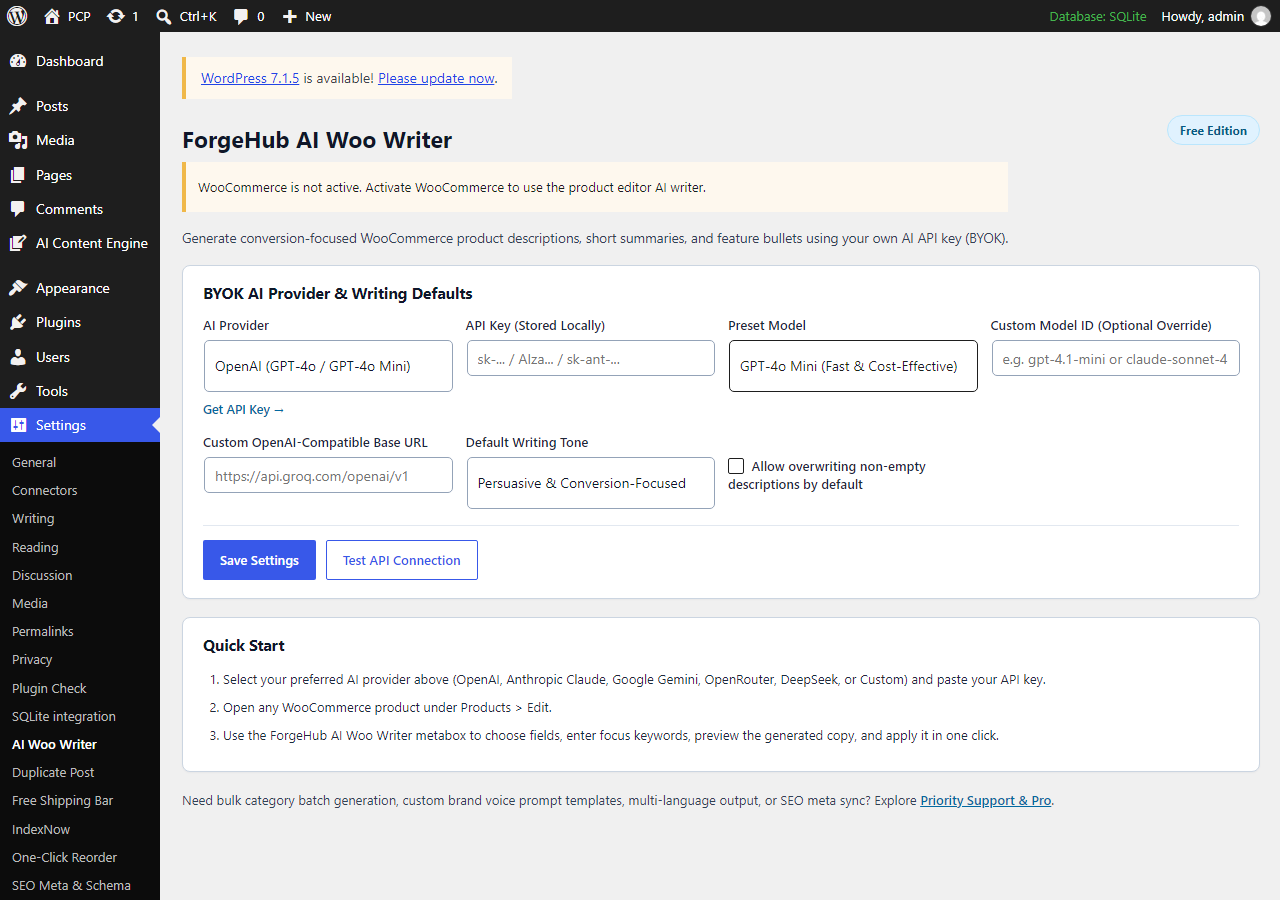 PCP 1 Ctrl+K 0 New Database: SQLite Howdy, admin
Dashboard
Posts
Media
Pages
Comments
AI Content Engine
Appearance
Plugins
Users
Tools
Settings
General
Connectors
Writing
Reading
Discussion
Media
Permalinks
Privacy
Plugin Check
SQLite integration
AI Woo Writer
Duplicate Post
Free Shipping Bar
IndexNow
One-Click Reorder
SEO Meta & Schema
WordPress 7.1.5 is available! Please update now.
ForgeHub AI Woo Writer
Free Edition
WooCommerce is not active. Activate WooCommerce to use the product editor AI writer.
Generate conversion-focused WooCommerce product descriptions, short summaries, and feature bullets using your own AI API key (BYOK).
BYOK AI Provider & Writing Defaults
AI Provider
OpenAI (GPT-4o / GPT-4o Mini)
Get API Key →
API Key (Stored Locally)
sk-... / AIza... / sk-ant-...
Preset Model
GPT-4o Mini (Fast & Cost-Effective)
Custom Model ID (Optional Override)
e.g. gpt-4.1-mini or claude-sonnet-4
Custom OpenAI-Compatible Base URL
https://api.groq.com/openai/v1
Default Writing Tone
Persuasive & Conversion-Focused
Allow overwriting non-empty
descriptions by default
Save Settings
Test API Connection
Quick Start
1. Select your preferred AI provider above (OpenAI, Anthropic Claude, Google Gemini, OpenRouter, DeepSeek, or Custom) and paste your API key.
2. Open any WooCommerce product under Products > Edit.
3. Use the ForgeHub AI Woo Writer metabox to choose fields, enter focus keywords, preview the generated copy, and apply it in one click.
Need bulk category batch generation, custom brand voice prompt templates, multi-language output, or SEO meta sync? Explore Priority Support & Pro.